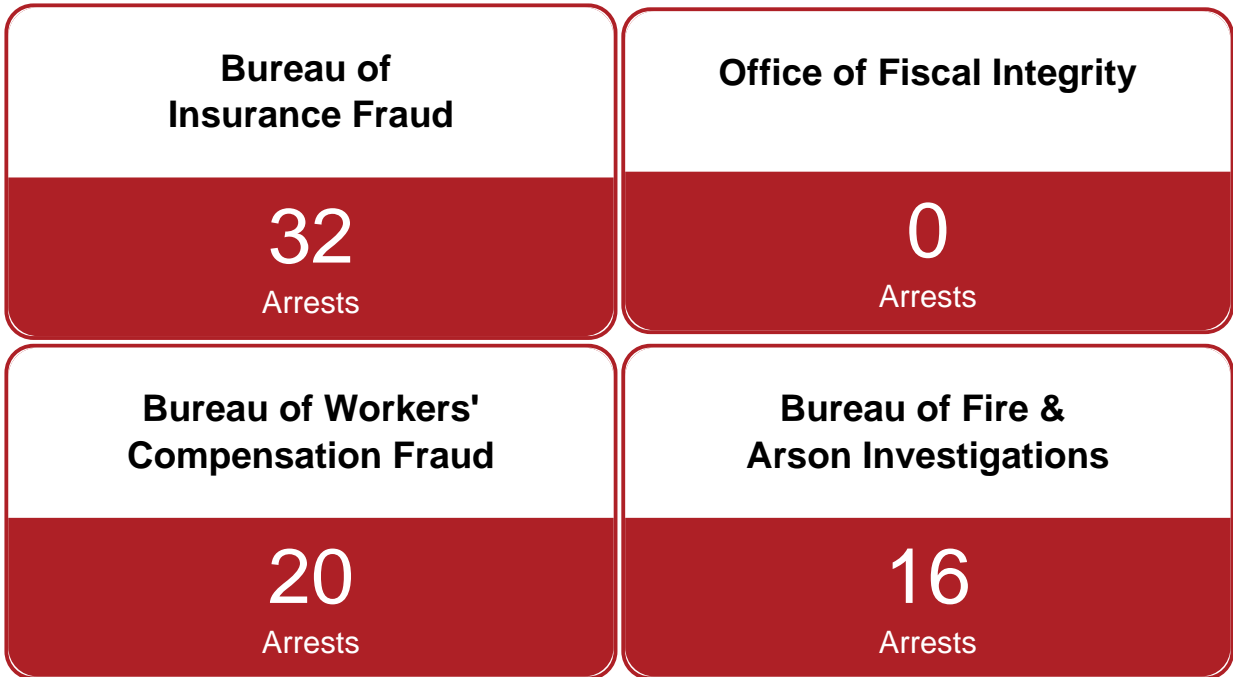 Bureau of
Insurance Fraud
32
Arrests
Office of Fiscal Integrity
0
Arrests
Bureau of Workers'
Compensation Fraud
20
Arrests
Bureau of Fire &
Arson Investigations
16
Arrests